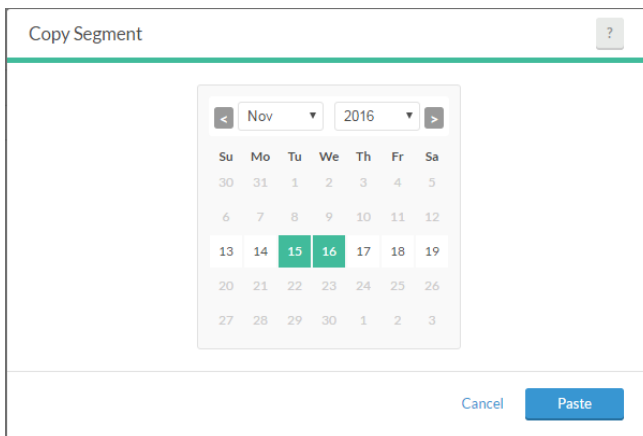 Copy Segment ?
< Nov 2016 >
Su Mo Tu We Th Fr Sa
30 31 1 2 3 4 5
6 7 8 9 10 11 12
13 14 15 16 17 18 19
20 21 22 23 24 25 26
27 28 29 30 1 2 3
Cancel Paste